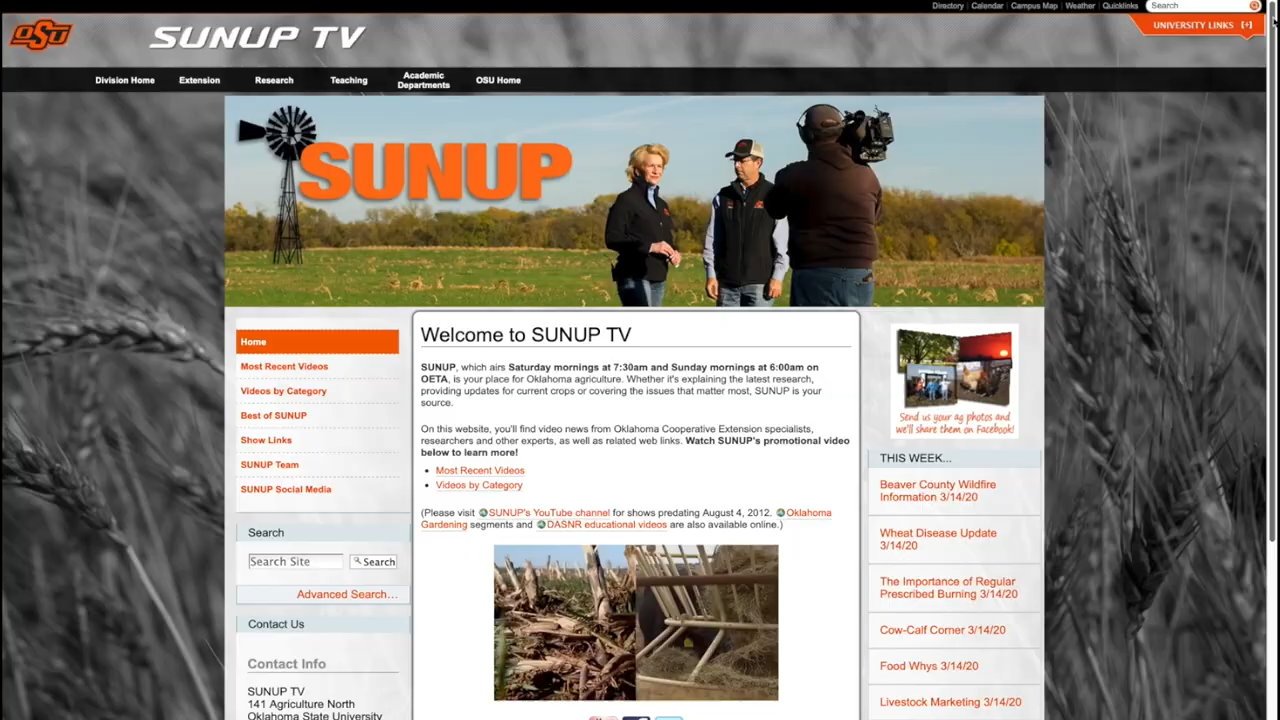 Directory | Calendar | Campus Map | Weather | Quicklinks
Search
UNIVERSITY LINKS [+]
OSU
SUNUP TV
Division Home
Extension
Research
Teaching
Academic
Departments
OSU Home
SUNUP
Home
Most Recent Videos
Videos by Category
Best of SUNUP
Show Links
SUNUP Team
SUNUP Social Media
Search
Search Site
Search
Advanced Search…
Contact Us
Contact Info
SUNUP TV
141 Agriculture North
Oklahoma State University
Welcome to SUNUP TV
SUNUP, which airs Saturday mornings at 7:30am and Sunday mornings at 6:00am on
OETA, is your place for Oklahoma agriculture. Whether it's explaining the latest research,
providing updates for current crops or covering the issues that matter most, SUNUP is your
source.
On this website, you'll find video news from Oklahoma Cooperative Extension specialists,
researchers and other experts, as well as related web links. Watch SUNUP's promotional video
below to learn more!
• Most Recent Videos
• Videos by Category
(Please visit SUNUP's YouTube channel for shows predating August 4, 2012. Oklahoma
Gardening segments and DASNR educational videos are also available online.)
Send us your ag photos and
we'll share them on Facebook!
THIS WEEK...
Beaver County Wildfire
Information 3/14/20
Wheat Disease Update
3/14/20
The Importance of Regular
Prescribed Burning 3/14/20
Cow-Calf Corner 3/14/20
Food Whys 3/14/20
Livestock Marketing 3/14/20